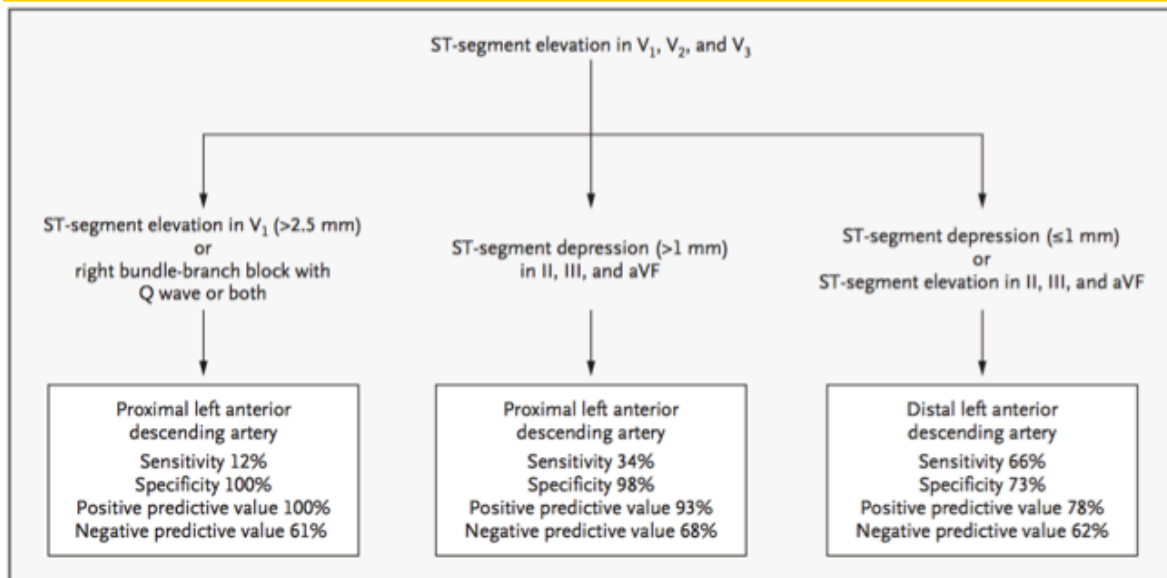 ST-segment elevation in V₁, V₂, and V₃
ST-segment elevation in V₁ (>2.5 mm)
or
right bundle-branch block with
Q wave or both
ST-segment depression (>1 mm)
in II, III, and aVF
ST-segment depression (≤1 mm)
or
ST-segment elevation in II, III, and aVF
Proximal left anterior
descending artery
Sensitivity 12%
Specificity 100%
Positive predictive value 100%
Negative predictive value 61%
Proximal left anterior
descending artery
Sensitivity 34%
Specificity 98%
Positive predictive value 93%
Negative predictive value 68%
Distal left anterior
descending artery
Sensitivity 66%
Specificity 73%
Positive predictive value 78%
Negative predictive value 62%